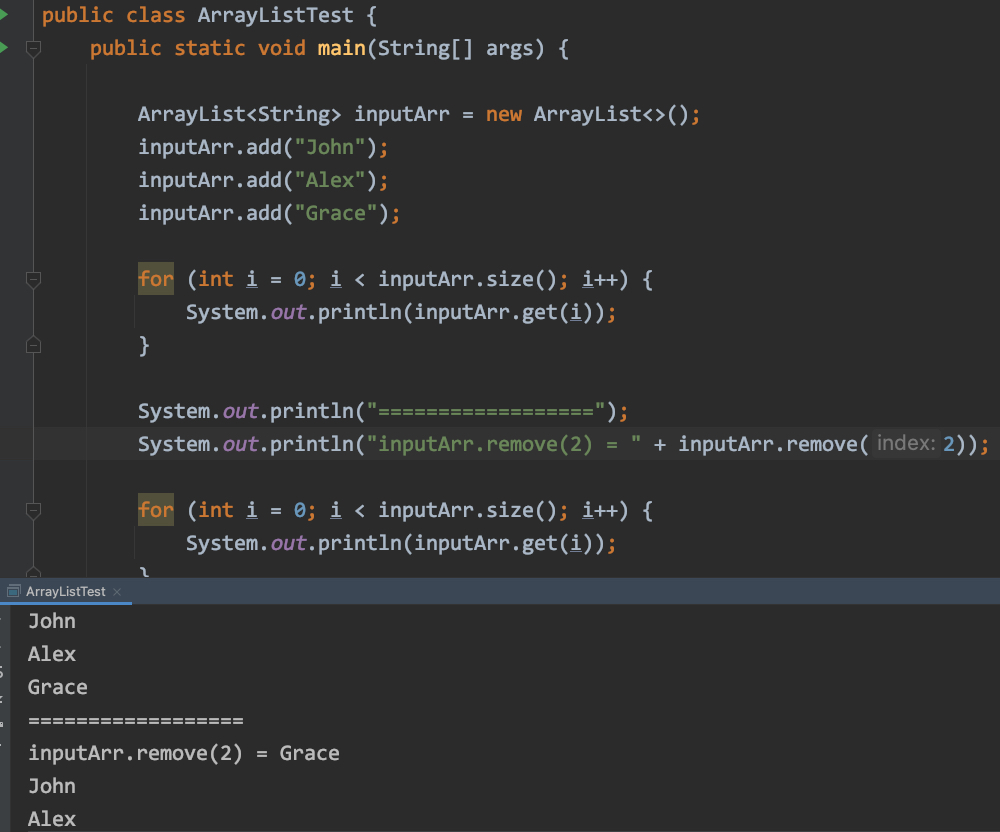 public class ArrayListTest {
    public static void main(String[] args) {
        ArrayList<String> inputArr = new ArrayList<>();
        inputArr.add("John");
        inputArr.add("Alex");
        inputArr.add("Grace");
        for (int i = 0; i < inputArr.size(); i++) {
            System.out.println(inputArr.get(i));
        }
        System.out.println("==================");
        System.out.println("inputArr.remove(2) = " + inputArr.remove( index: 2));
        for (int i = 0; i < inputArr.size(); i++) {
            System.out.println(inputArr.get(i));
        }
ArrayListTest ×
John
Alex
Grace
==================
inputArr.remove(2) = Grace
John
Alex